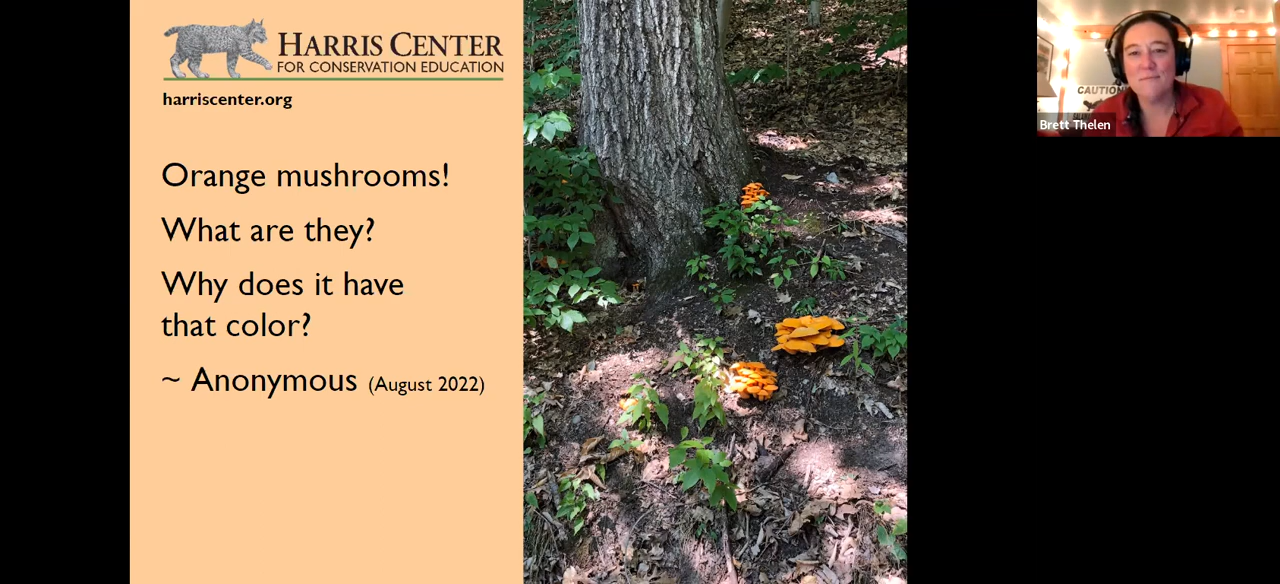 HARRIS CENTER
FOR CONSERVATION EDUCATION
harriscenter.org
Orange mushrooms!
What are they?
Why does it have
that color?
~ Anonymous (August 2022)
CAUTION
Brett Thelen